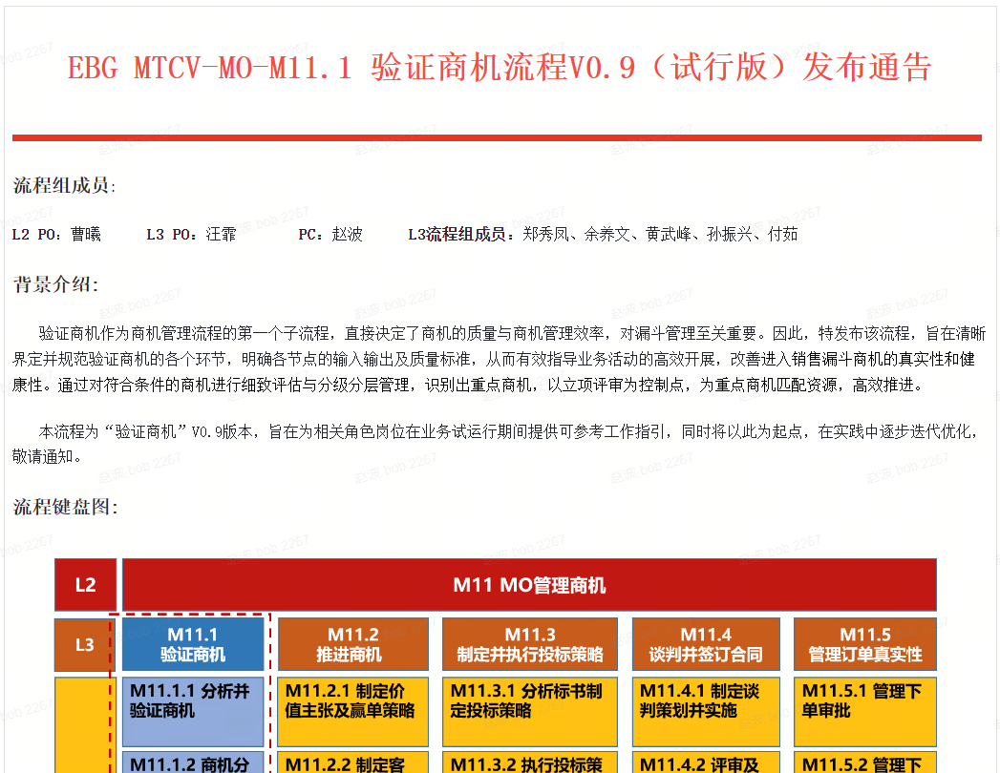 EBG MTCV-MO-M11.1 验证商机流程V0.9（试行版）发布通告
流程组成员:
L2 PO：曹曦 L3 PO：汪霏 PC：赵波 L3流程组成员：郑秀凤、余养文、黄武峰、孙振兴、付茹
背景介绍:
验证商机作为商机管理流程的第一个子流程，直接决定了商机的质量与商机管理效率，对漏斗管理至关重要。因此，特发布该流程，旨在清晰
界定并规范验证商机的各个环节，明确各节点的输入输出及质量标准，从而有效指导业务活动的高效开展，改善进入销售漏斗商机的真实性和健
康性。通过对符合条件的商机进行细致评估与分级分层管理，识别出重点商机，以立项评审为控制点，为重点商机匹配资源，高效推进。
本流程为“验证商机”V0.9版本，旨在为相关角色岗位在业务试运行期间提供可参考工作指引，同时将以此为起点，在实践中逐步迭代优化，
敬请通知。
流程键盘图:
L2 M11 MO管理商机
L3
M11.1
验证商机
M11.2
推进商机
M11.3
制定并执行投标策略
M11.4
谈判并签订合同
M11.5
管理订单真实性
M11.1.1 分析并
验证商机
M11.2.1 制定价
值主张及赢单策略
M11.3.1 分析标书制
定投标策略
M11.4.1 制定谈
判策划并实施
M11.5.1 管理下
单审批
M11.1.2 商机分
M11.2.2 制定客
M11.3.2 执行投标策
M11.4.2 评审及
M11.5.2 管理下
赵波 bob 2267